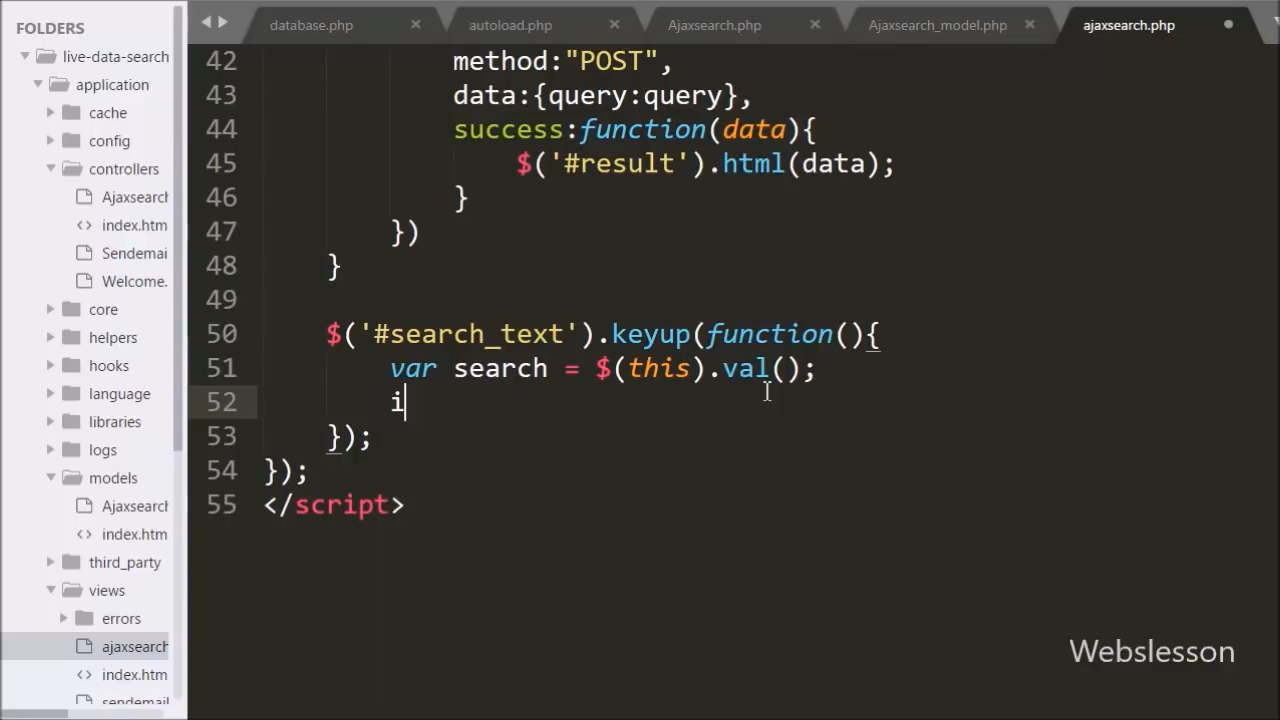 FOLDERS
live-data-search
application
cache
config
controllers
Ajaxsearch
<> index.htm
Sendemai
Welcome.
core
helpers
hooks
language
libraries
logs
models
Ajaxsearch
<> index.htm
third_party
views
errors
ajaxsearch
<> index.htm
sendemail
database.php × autoload.php × Ajaxsearch.php × Ajaxsearch_model.php × ajaxsearch.php
42 method:"POST",
43 data:{query:query},
44 success:function(data){
45 $('#result').html(data);
46 }
47 })
48 }
49
50 $('#search_text').keyup(function(){
51 var search = $(this).val();
52 i
53 });
54 });
55 </script>
Webslesson